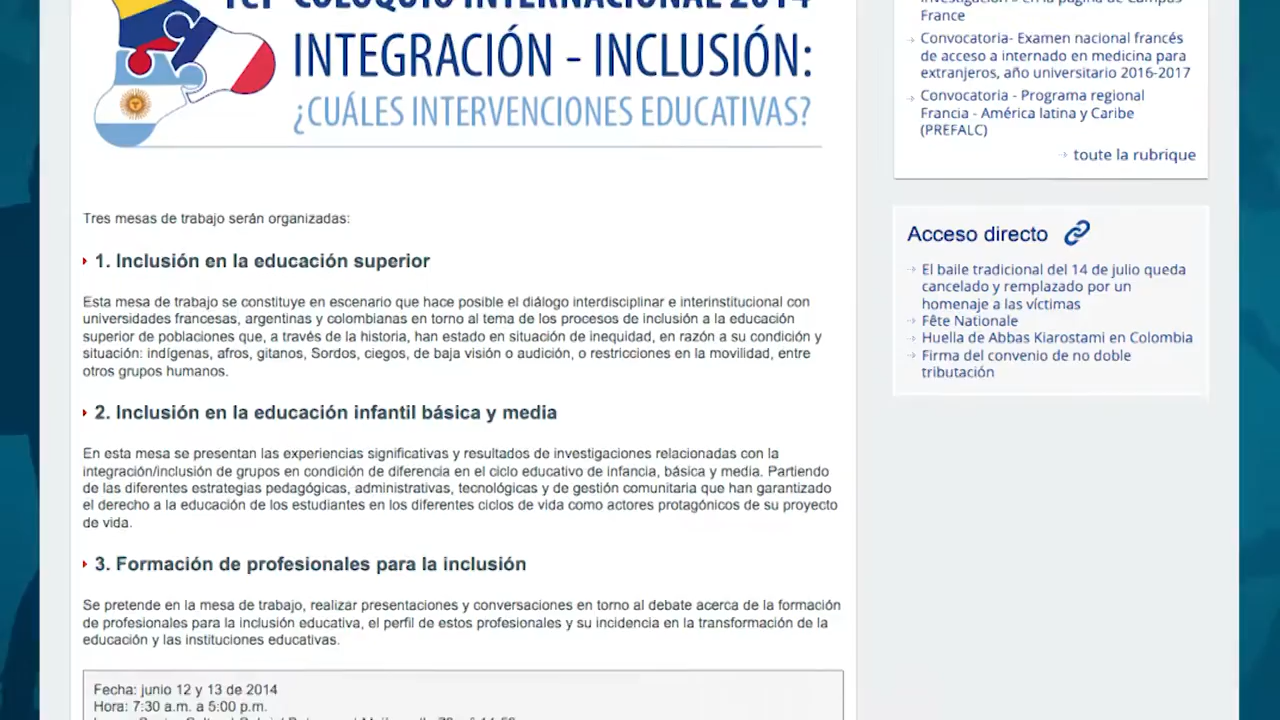 COLOQUIO INTERNACIONAL 2014
INTEGRACIÓN - INCLUSIÓN:
¿CUÁLES INTERVENCIONES EDUCATIVAS?
Tres mesas de trabajo serán organizadas:
1. Inclusión en la educación superior
Esta mesa de trabajo se constituye en escenario que hace posible el diálogo interdisciplinar e interinstitucional con
universidades francesas, argentinas y colombianas en torno al tema de los procesos de inclusión a la educación
superior de poblaciones que, a través de la historia, han estado en situación de inequidad, en razón a su condición y
situación: indígenas, afros, gitanos, Sordos, ciegos, de baja visión o audición, o restricciones en la movilidad, entre
otros grupos humanos.
2. Inclusión en la educación infantil básica y media
En esta mesa se presentan las experiencias significativas y resultados de investigaciones relacionadas con la
integración/inclusión de grupos en condición de diferencia en el ciclo educativo de infancia, básica y media. Partiendo
de las diferentes estrategias pedagógicas, administrativas, tecnológicas y de gestión comunitaria que han garantizado
el derecho a la educación de los estudiantes en los diferentes ciclos de vida como actores protagónicos de su proyecto
de vida.
3. Formación de profesionales para la inclusión
Se pretende en la mesa de trabajo, realizar presentaciones y conversaciones en torno al debate acerca de la formación
de profesionales para la inclusión educativa, el perfil de estos profesionales y su incidencia en la transformación de la
educación y las instituciones educativas.
Fecha: junio 12 y 13 de 2014
Hora: 7:30 a.m. a 5:00 p.m.
investigación » en la página de Campus
France
Convocatoria- Examen nacional francés
de acceso a internado en medicina para
extranjeros, año universitario 2016-2017
Convocatoria - Programa regional
Francia - América latina y Caribe
(PREFALC)
toute la rubrique
Acceso directo
El baile tradicional del 14 de julio queda
cancelado y remplazado por un
homenaje a las víctimas
Fête Nationale
Huella de Abbas Kiarostami en Colombia
Firma del convenio de no doble
tributación